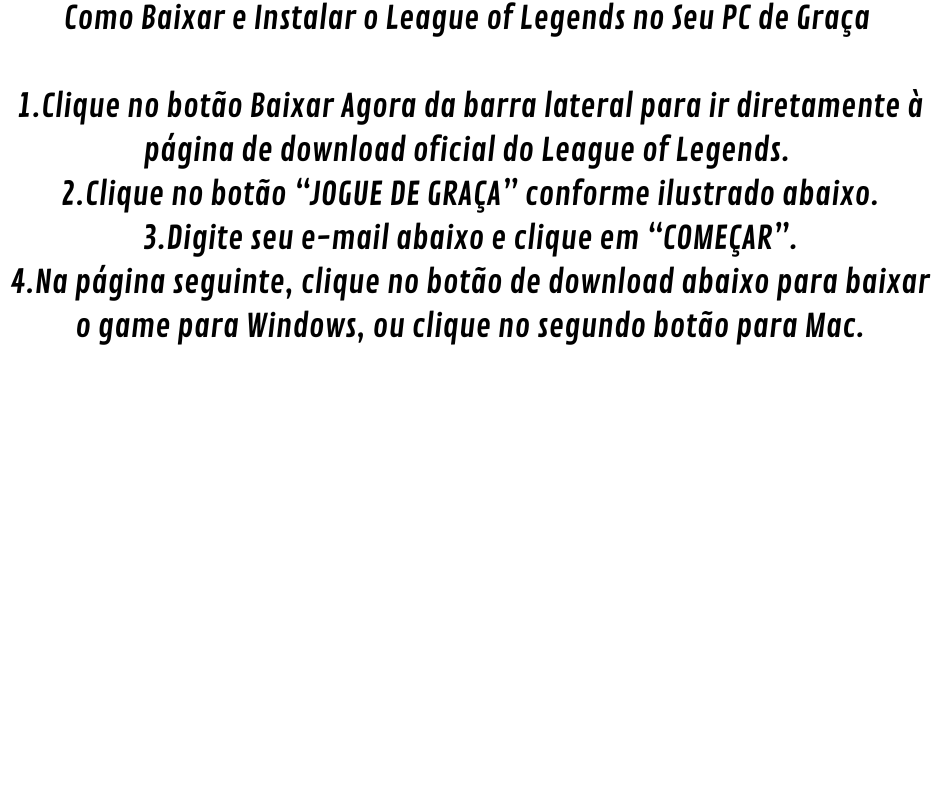 Como Baixar e Instalar o League of Legends no Seu PC de Graça
1.Clique no botão Baixar Agora da barra lateral para ir diretamente à
página de download oficial do League of Legends.
2.Clique no botão “JOGUE DE GRAÇA” conforme ilustrado abaixo.
3.Digite seu e-mail abaixo e clique em “COMEÇAR”.
4.Na página seguinte, clique no botão de download abaixo para baixar
o game para Windows, ou clique no segundo botão para Mac.